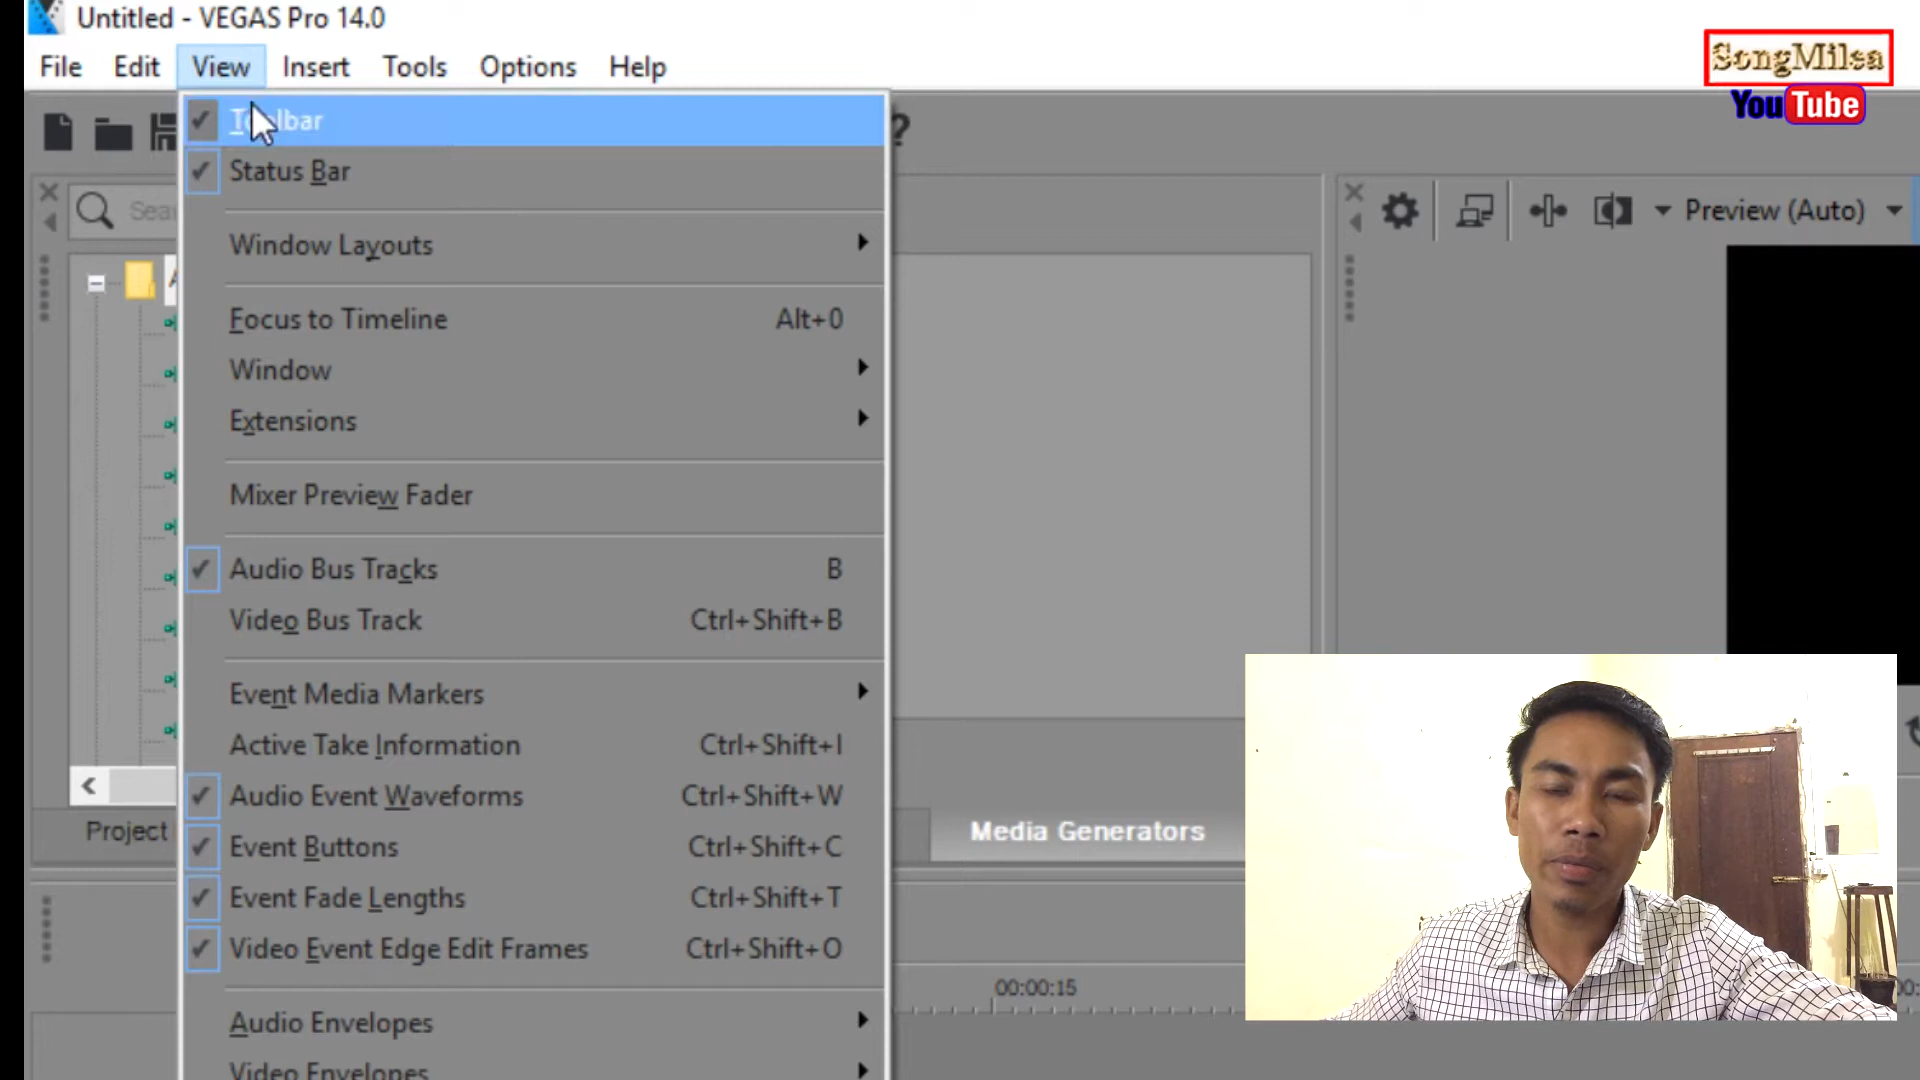 Untitled - VEGAS Pro 14.0
File Edit View Insert Tools Options Help
SongMilsa
YouTube
Toolbar
Status Bar
Preview (Auto)
Window Layouts
Focus to Timeline Alt+0
Window
Extensions
Mixer Preview Fader
Audio Bus Tracks B
Video Bus Track Ctrl+Shift+B
Event Media Markers
Active Take Information Ctrl+Shift+I
Audio Event Waveforms Ctrl+Shift+W
Project
Media Generators
Event Buttons Ctrl+Shift+C
Event Fade Lengths Ctrl+Shift+T
Video Event Edge Edit Frames Ctrl+Shift+O
00:00:15
Audio Envelopes
Video Envelopes